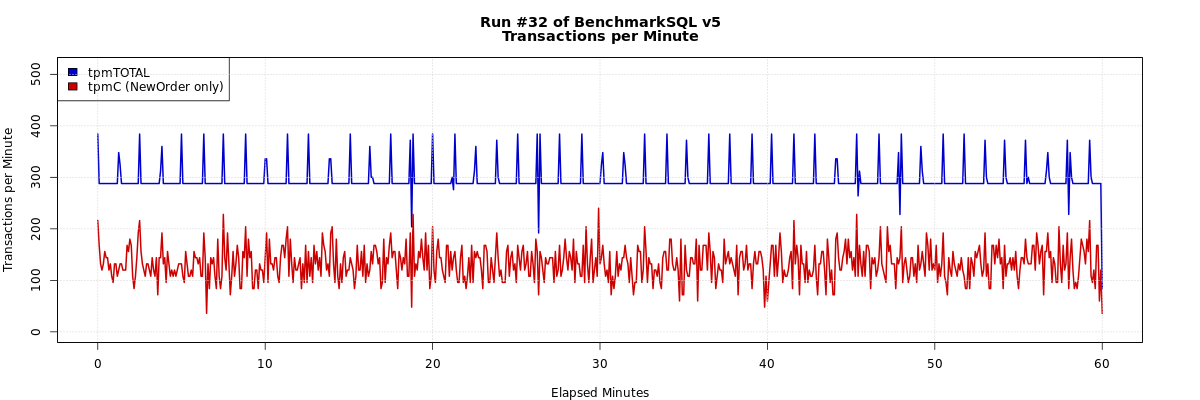 Run #32 of BenchmarkSQL v5
Transactions per Minute
tpmTOTAL
tpmC (NewOrder only)
Transactions per Minute
500
400
300
200
100
0
0 10 20 30 40 50 60
Elapsed Minutes